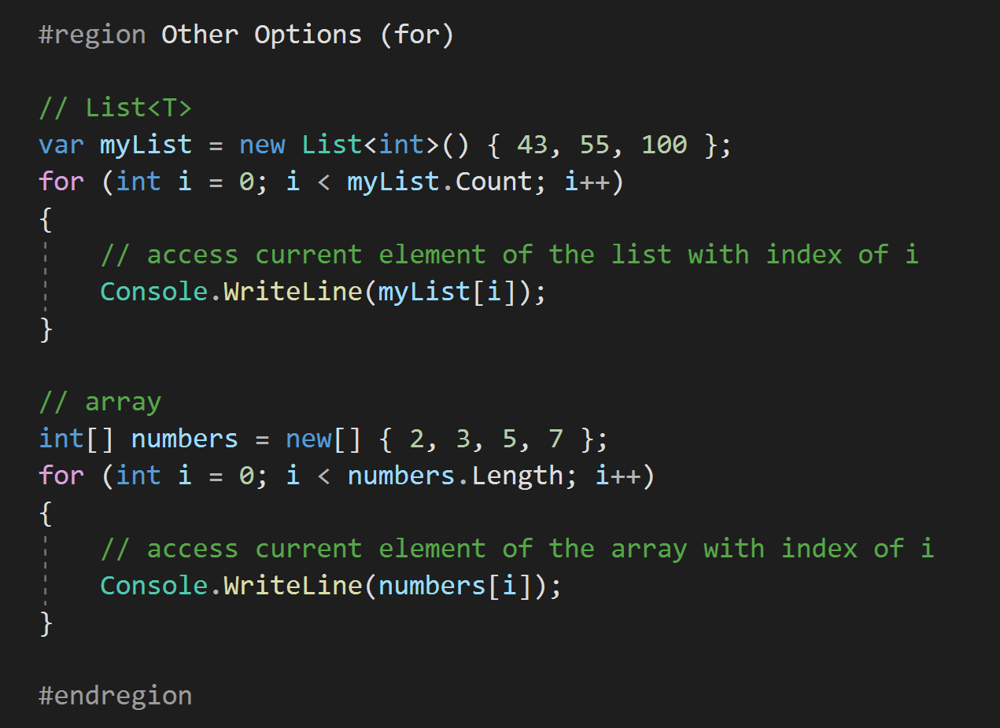 #region Other Options (for)
// List<T>
var myList = new List<int>() { 43, 55, 100 };
for (int i = 0; i < myList.Count; i++)
{
    // access current element of the list with index of i
    Console.WriteLine(myList[i]);
}
// array
int[] numbers = new[] { 2, 3, 5, 7 };
for (int i = 0; i < numbers.Length; i++)
{
    // access current element of the array with index of i
    Console.WriteLine(numbers[i]);
}
#endregion